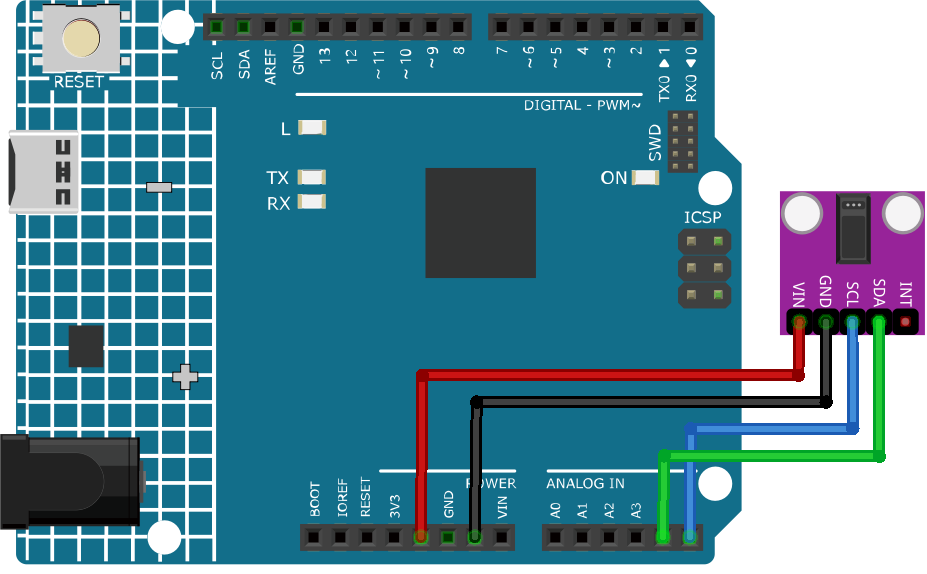 RESET
SCL
SDA
AREF
GND
13
12
~11
~10
~9
8
7
~6
~5
4
~3
2
TX0 ▶ 1
RX0 ◀ 0
DIGITAL - PWM~
L
TX
RX
ON
SWD
ICSP
VIN
GND
SCL
SDA
INT
POWER
ANALOG IN
BOOT
IOREF
RESET
3V3
GND
VIN
A0
A1
A2
A3